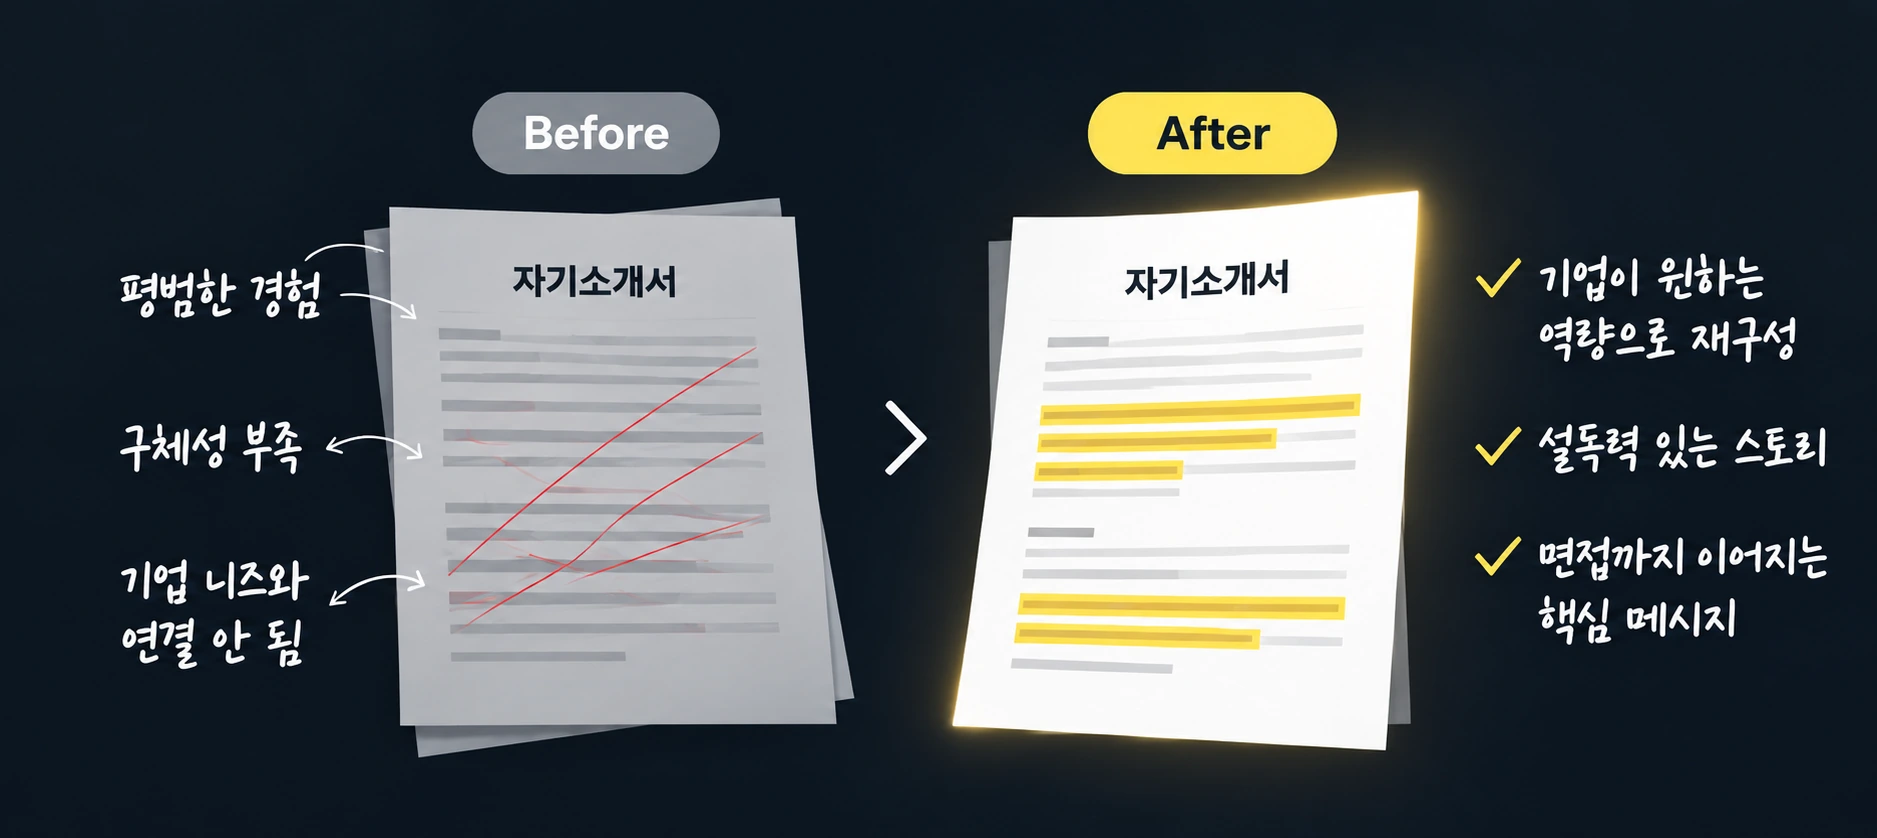 Before
After
자기소개서
평범한 경험
구체성 부족
기업 니즈와
연결 안 됨
자기소개서
기업이 원하는
역량으로 재구성
설득력 있는 스토리
면접까지 이어지는
핵심 메시지